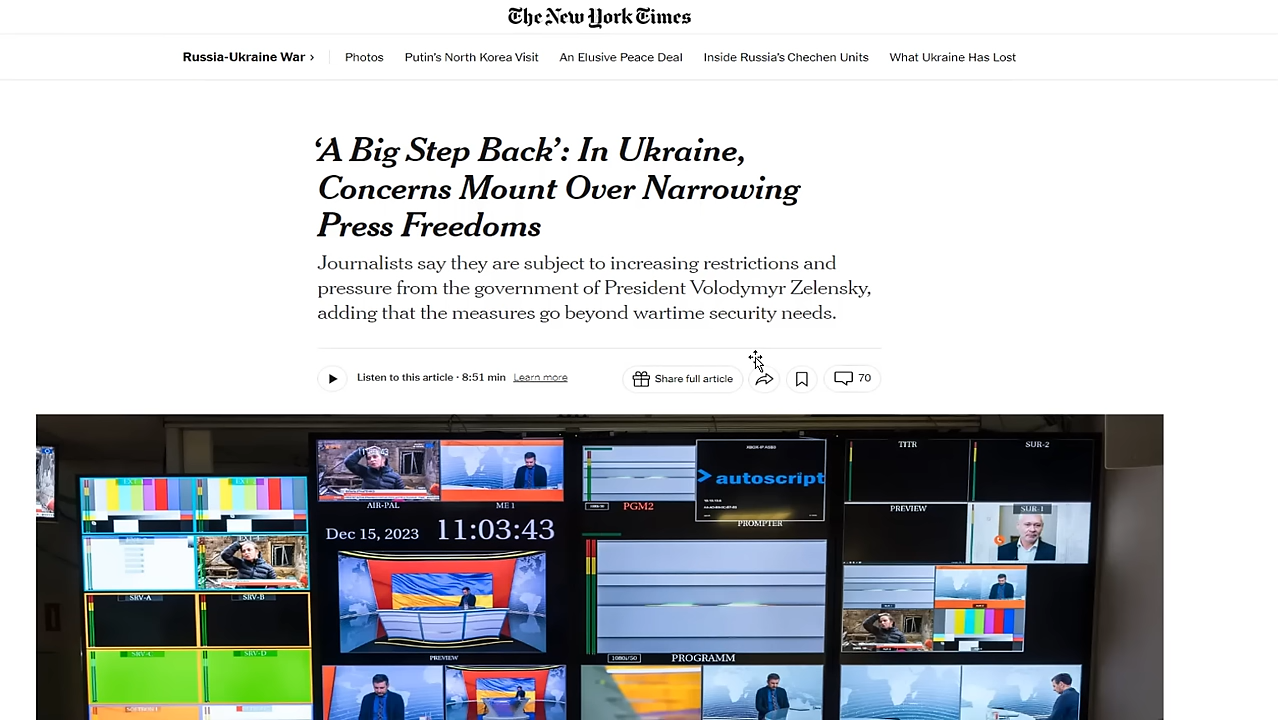 The New York Times
Russia-Ukraine War ›
Photos
Putin's North Korea Visit
An Elusive Peace Deal
Inside Russia's Chechen Units
What Ukraine Has Lost
‘A Big Step Back’: In Ukraine,
Concerns Mount Over Narrowing
Press Freedoms
Journalists say they are subject to increasing restrictions and
pressure from the government of President Volodymyr Zelensky,
adding that the measures go beyond wartime security needs.
Listen to this article · 8:51 min Learn more
Share full article
70
TITR
SUR-2
autoscript
AIR-PAL
ME 1
PGM2
PROMPTER
PREVIEW
SUR-1
Dec 15, 2023 11:03:43
SRV-A
SRV-B
SRV-C
SRV-D
PREVIEW
1080i/50
PROGRAMM